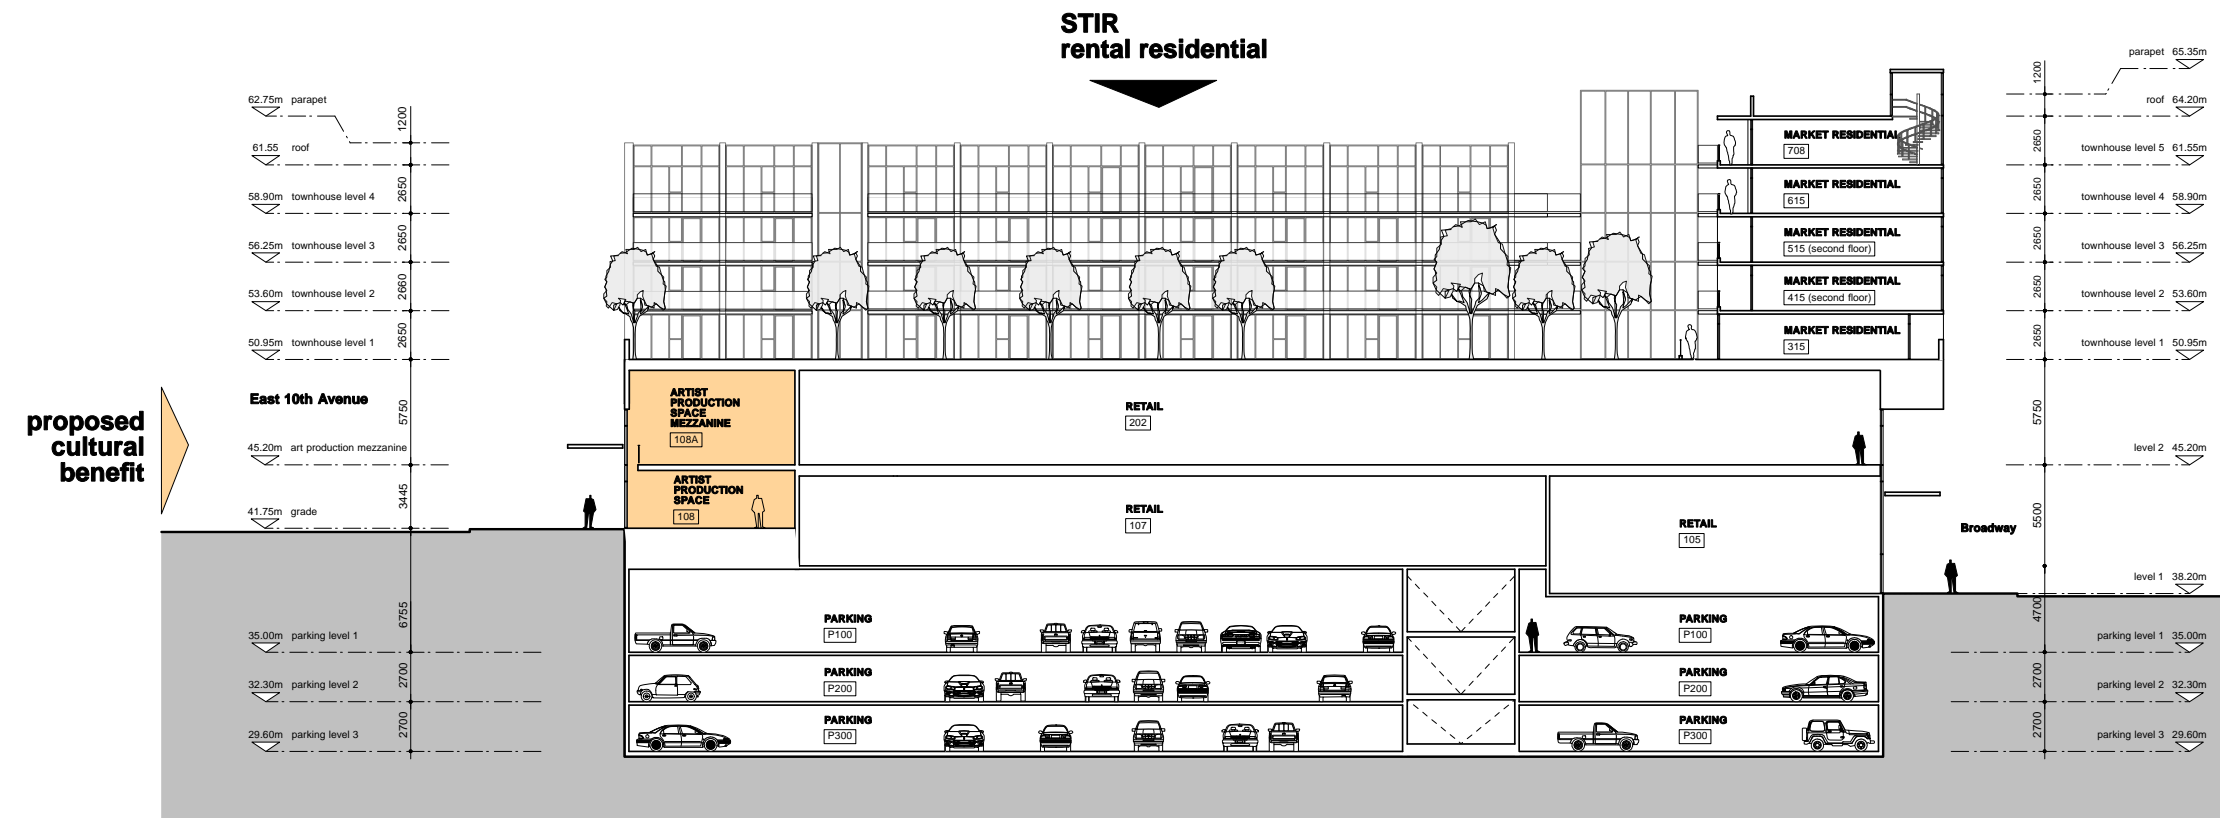 STIR
rental residential
62.75m parapet
61.55 roof
58.90m townhouse level 4
56.25m townhouse level 3
53.60m townhouse level 2
50.95m townhouse level 1
East 10th Avenue
proposed
cultural
benefit
45.20m art production mezzanine
41.75m grade
35.00m parking level 1
32.30m parking level 2
29.60m parking level 3
1200
2650
2650
2660
2650
5750
3445
6755
2700
2700
MARKET RESIDENTIAL
708
MARKET RESIDENTIAL
615
MARKET RESIDENTIAL
515 (second floor)
MARKET RESIDENTIAL
415 (second floor)
MARKET RESIDENTIAL
315
ARTIST
PRODUCTION
SPACE
MEZZANINE
108A
RETAIL
202
ARTIST
PRODUCTION
SPACE
108
RETAIL
107
RETAIL
105
PARKING
P100
PARKING
P100
PARKING
P200
PARKING
P200
PARKING
P300
PARKING
P300
1200
2650
2650
2650
2650
2650
5750
5500
4700
2700
2700
parapet 65.35m
roof 64.20m
townhouse level 5 61.55m
townhouse level 4 58.90m
townhouse level 3 56.25m
townhouse level 2 53.60m
townhouse level 1 50.95m
level 2 45.20m
Broadway
level 1 38.20m
parking level 1 35.00m
parking level 2 32.30m
parking level 3 29.60m